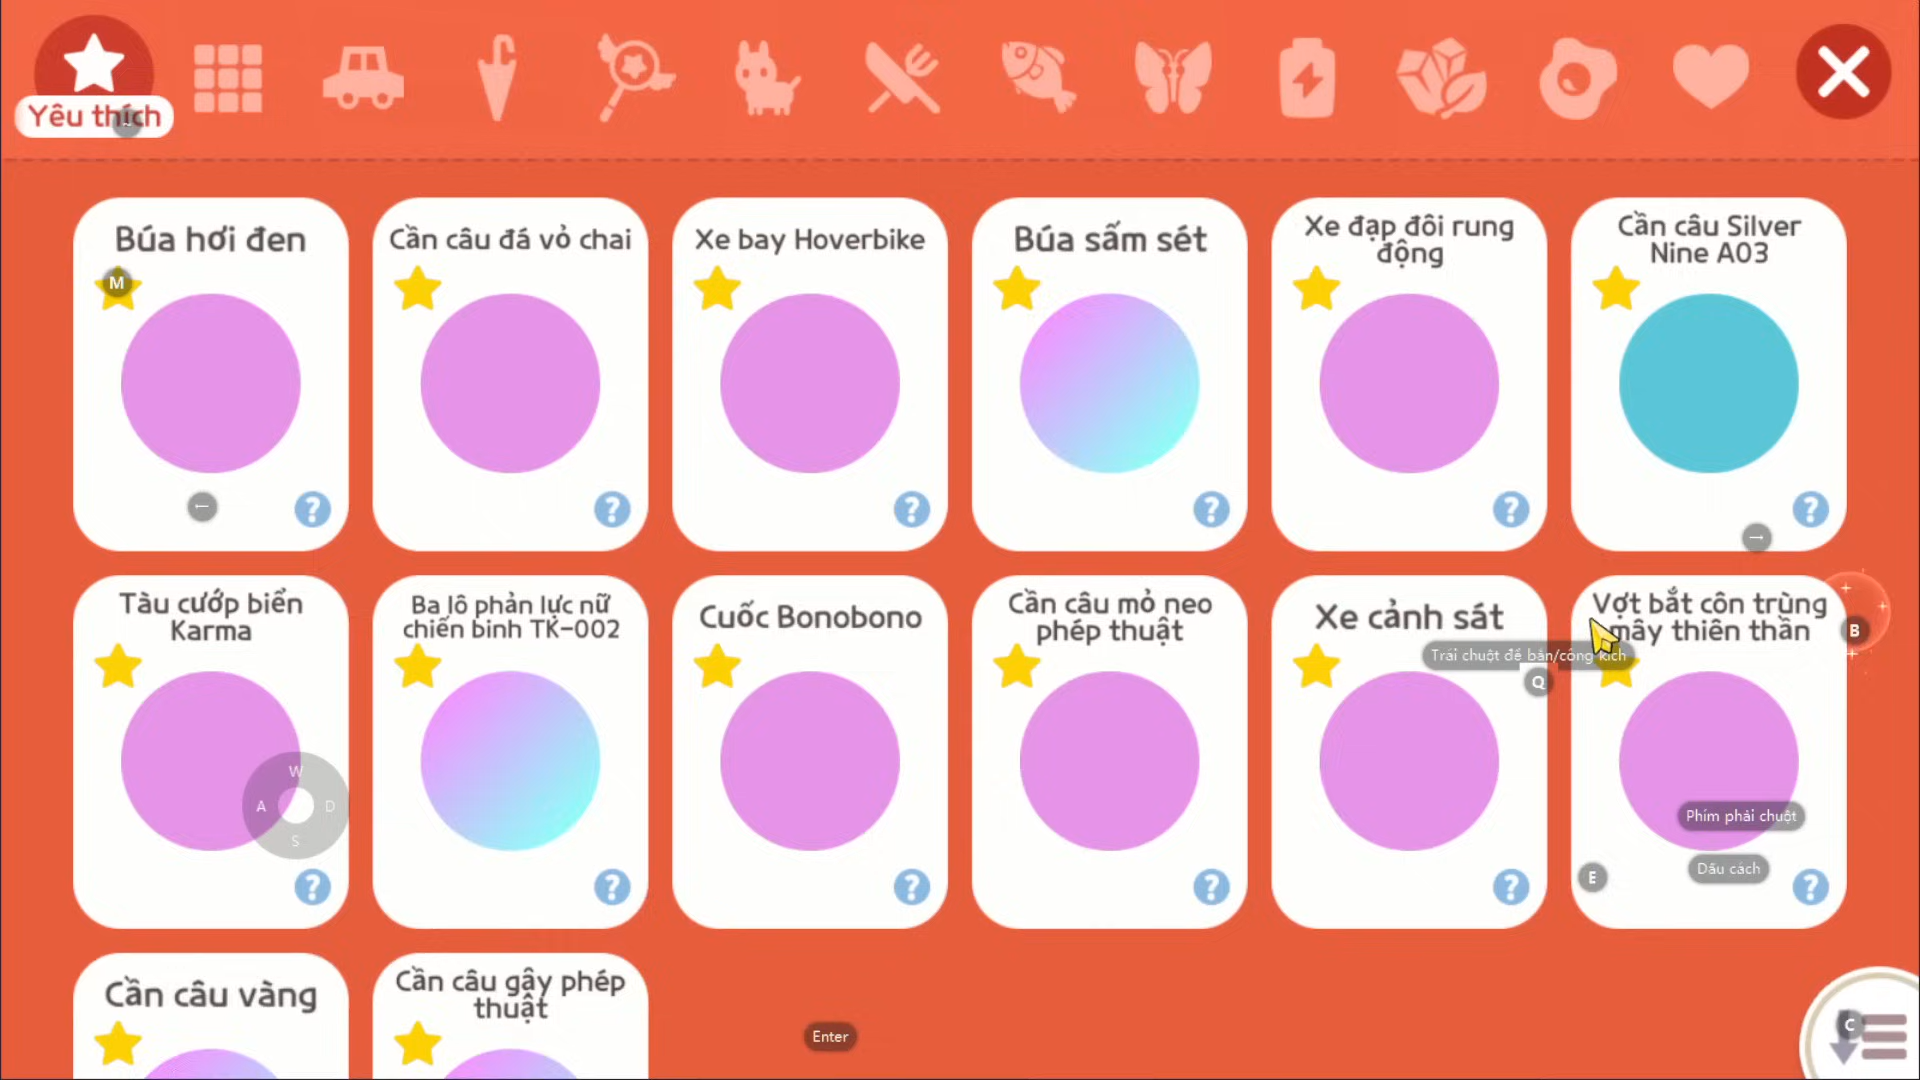 Yêu thích
Búa hơi đen
Cần câu đá vỏ chai
Xe bay Hoverbike
Búa sấm sét
Xe đạp đôi rung
động
Cần câu Silver
Nine A03
M
?
?
?
?
?
?
←
→
Tàu cướp biển
Karma
Ba lô phản lực nữ
chiến binh TK-002
Cuốc Bonobono
Cần câu mỏ neo
phép thuật
Xe cảnh sát
Vợt bắt côn trùng
mây thiên thần
B
Trái chuột để bắn/công kích
Q
W
A
D
S
Phím phải chuột
Dấu cách
E
?
?
?
?
?
?
Cần câu vàng
Cần câu gậy phép
thuật
Enter
C